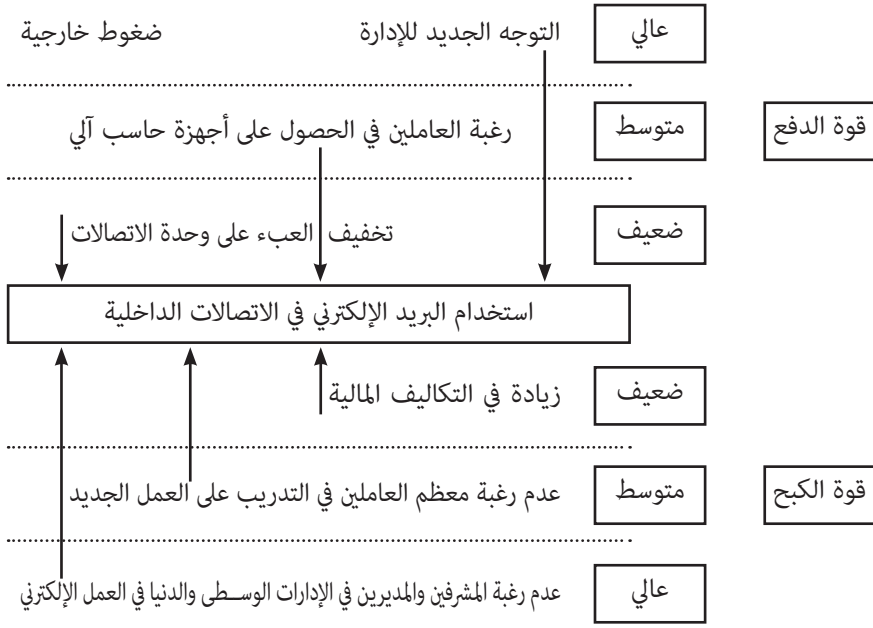 عالي التوجه الجديد للإدارة ضغوط خارجية
قوة الدفع متوسط رغبة العاملين في الحصول على أجهزة حاسب آلي
ضعيف تخفيف العبء على وحدة الاتصالات
استخدام البريد الإلكتروني في الاتصالات الداخلية
ضعيف زيادة في التكاليف المالية
قوة الكبح متوسط عدم رغبة معظم العاملين في التدريب على العمل الجديد
عالي عدم رغبة المشرفين والمديرين في الإدارات الوسطى والدنيا في العمل الإلكتروني